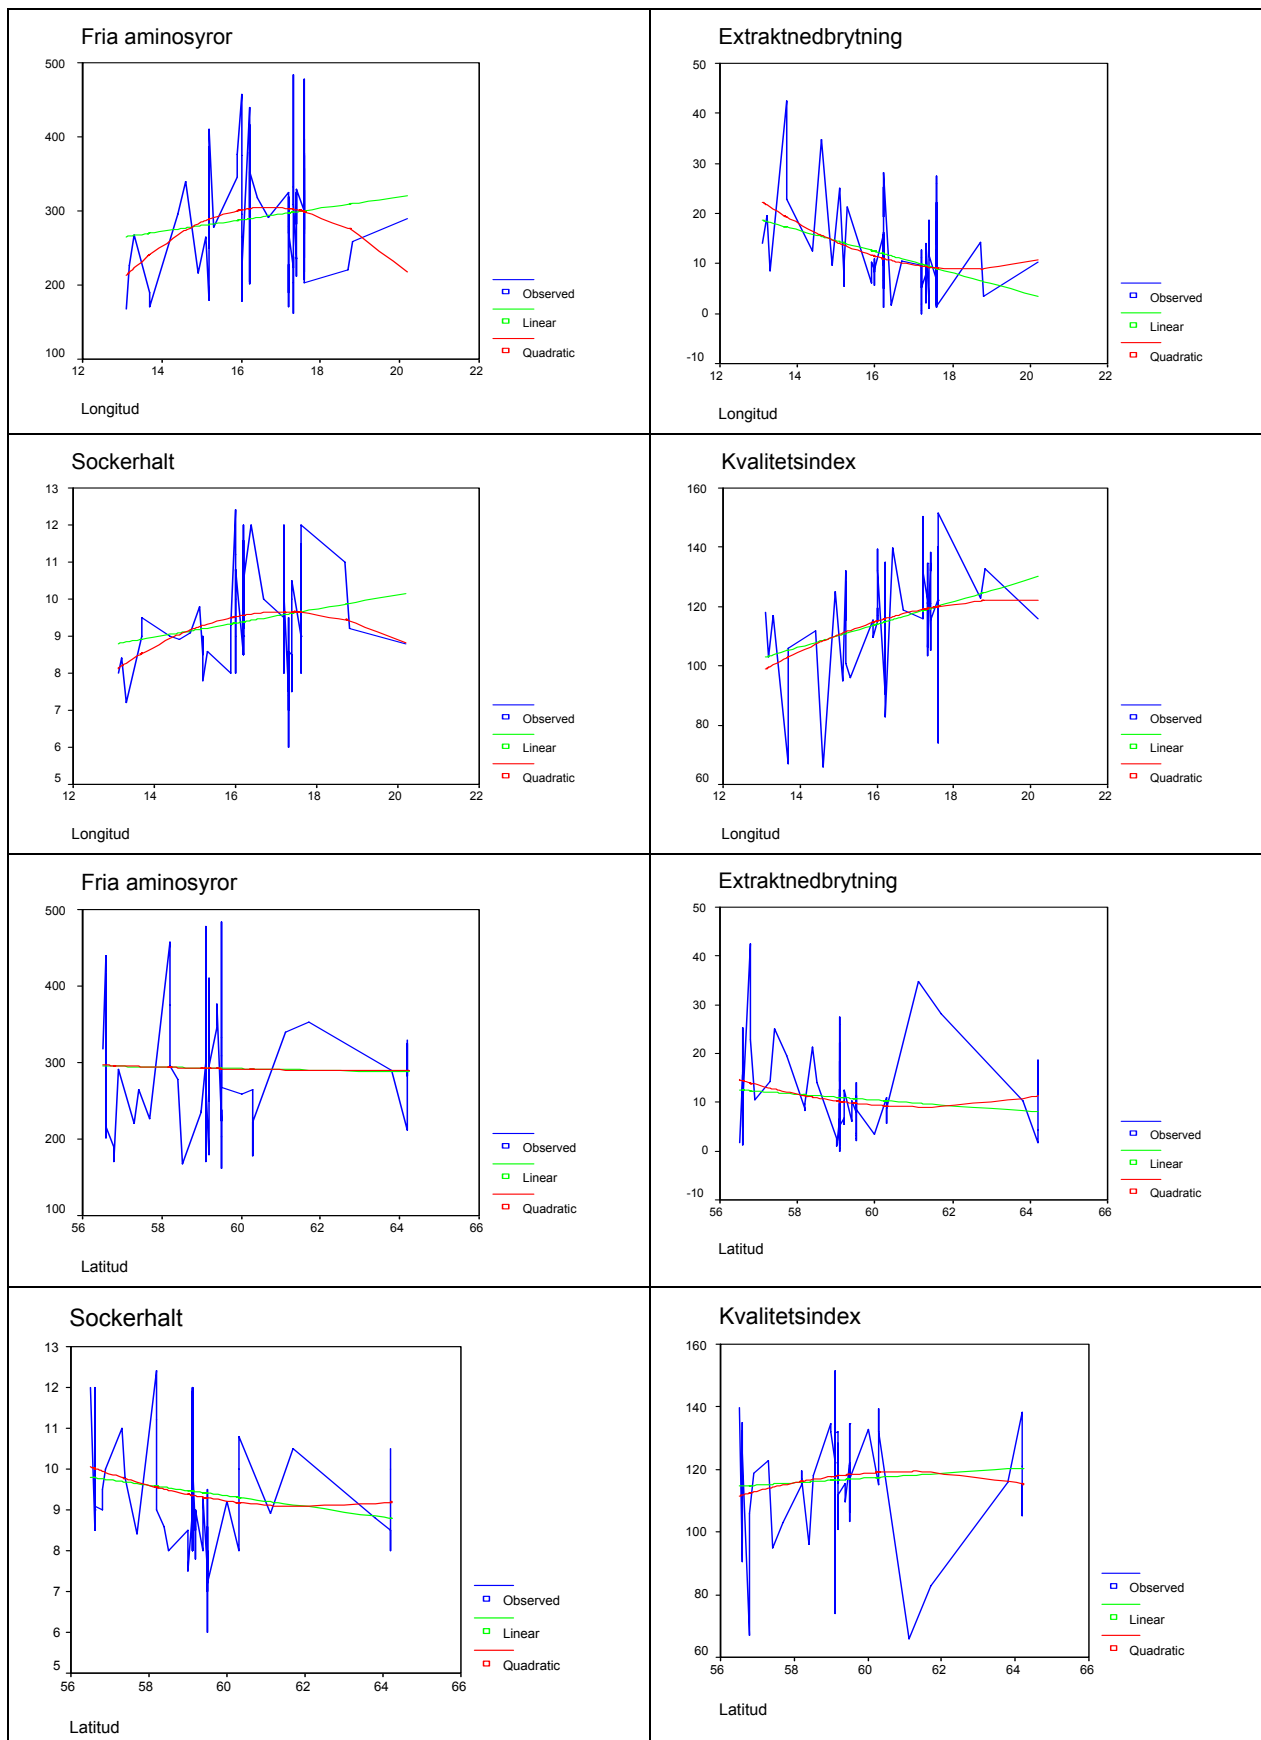 Fria aminosyror
500
400
300
200
100
12 14 16 18 20 22
Longitud
Observed
Linear
Quadratic
Extraktnedbrytning
50
40
30
20
10
0
-10
12 14 16 18 20 22
Longitud
Observed
Linear
Quadratic
Sockerhalt
13
12
11
10
9
8
7
6
5
12 14 16 18 20 22
Longitud
Observed
Linear
Quadratic
Kvalitetsindex
160
140
120
100
80
60
12 14 16 18 20 22
Longitud
Observed
Linear
Quadratic
Fria aminosyror
500
400
300
200
100
56 58 60 62 64 66
Latitud
Observed
Linear
Quadratic
Extraktnedbrytning
50
40
30
20
10
0
-10
56 58 60 62 64 66
Latitud
Observed
Linear
Quadratic
Sockerhalt
13
12
11
10
9
8
7
6
5
56 58 60 62 64 66
Latitud
Observed
Linear
Quadratic
Kvalitetsindex
160
140
120
100
80
60
56 58 60 62 64 66
Latitud
Observed
Linear
Quadratic